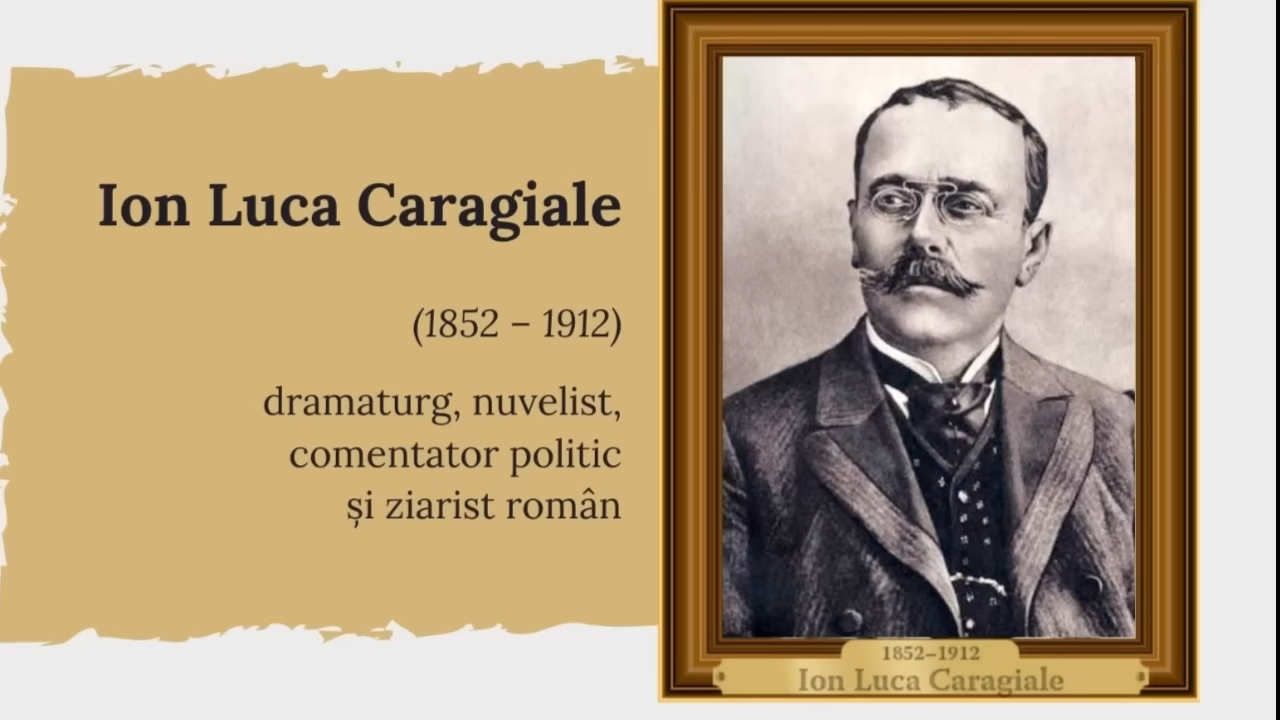 Ion Luca Caragiale
(1852 – 1912)
dramaturg, nuvelist,
comentator politic
și ziarist român
1852–1912
Ion Luca Caragiale